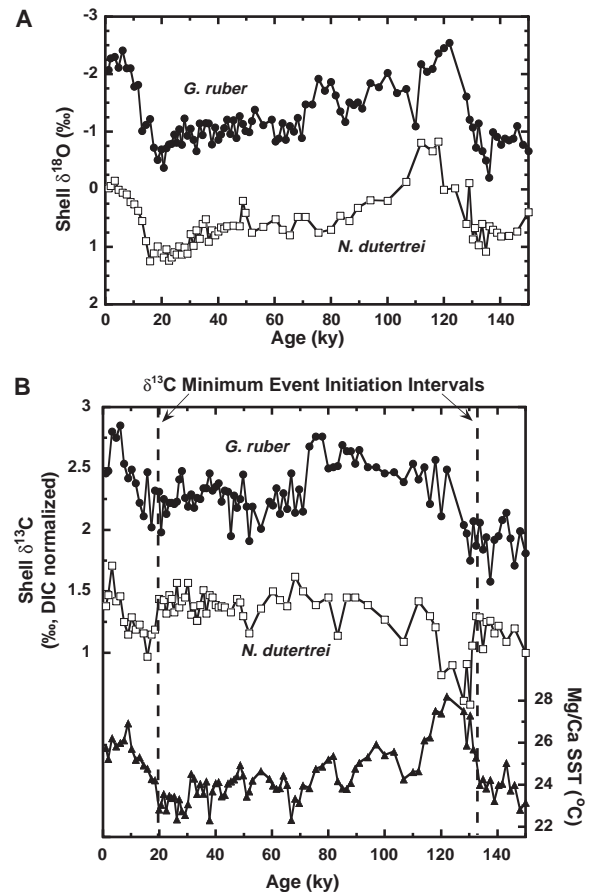 A
-3
-2
-1
0
1
2
Shell δ18O (‰)
G. ruber
N. dutertrei
0 20 40 60 80 100 120 140
Age (ky)
B
δ13C Minimum Event Initiation Intervals
3
2.5
2
1.5
1
Shell δ13C
(‰, DIC normalized)
G. ruber
N. dutertrei
28
26
24
22
Mg/Ca SST (°C)
0 20 40 60 80 100 120 140
Age (ky)